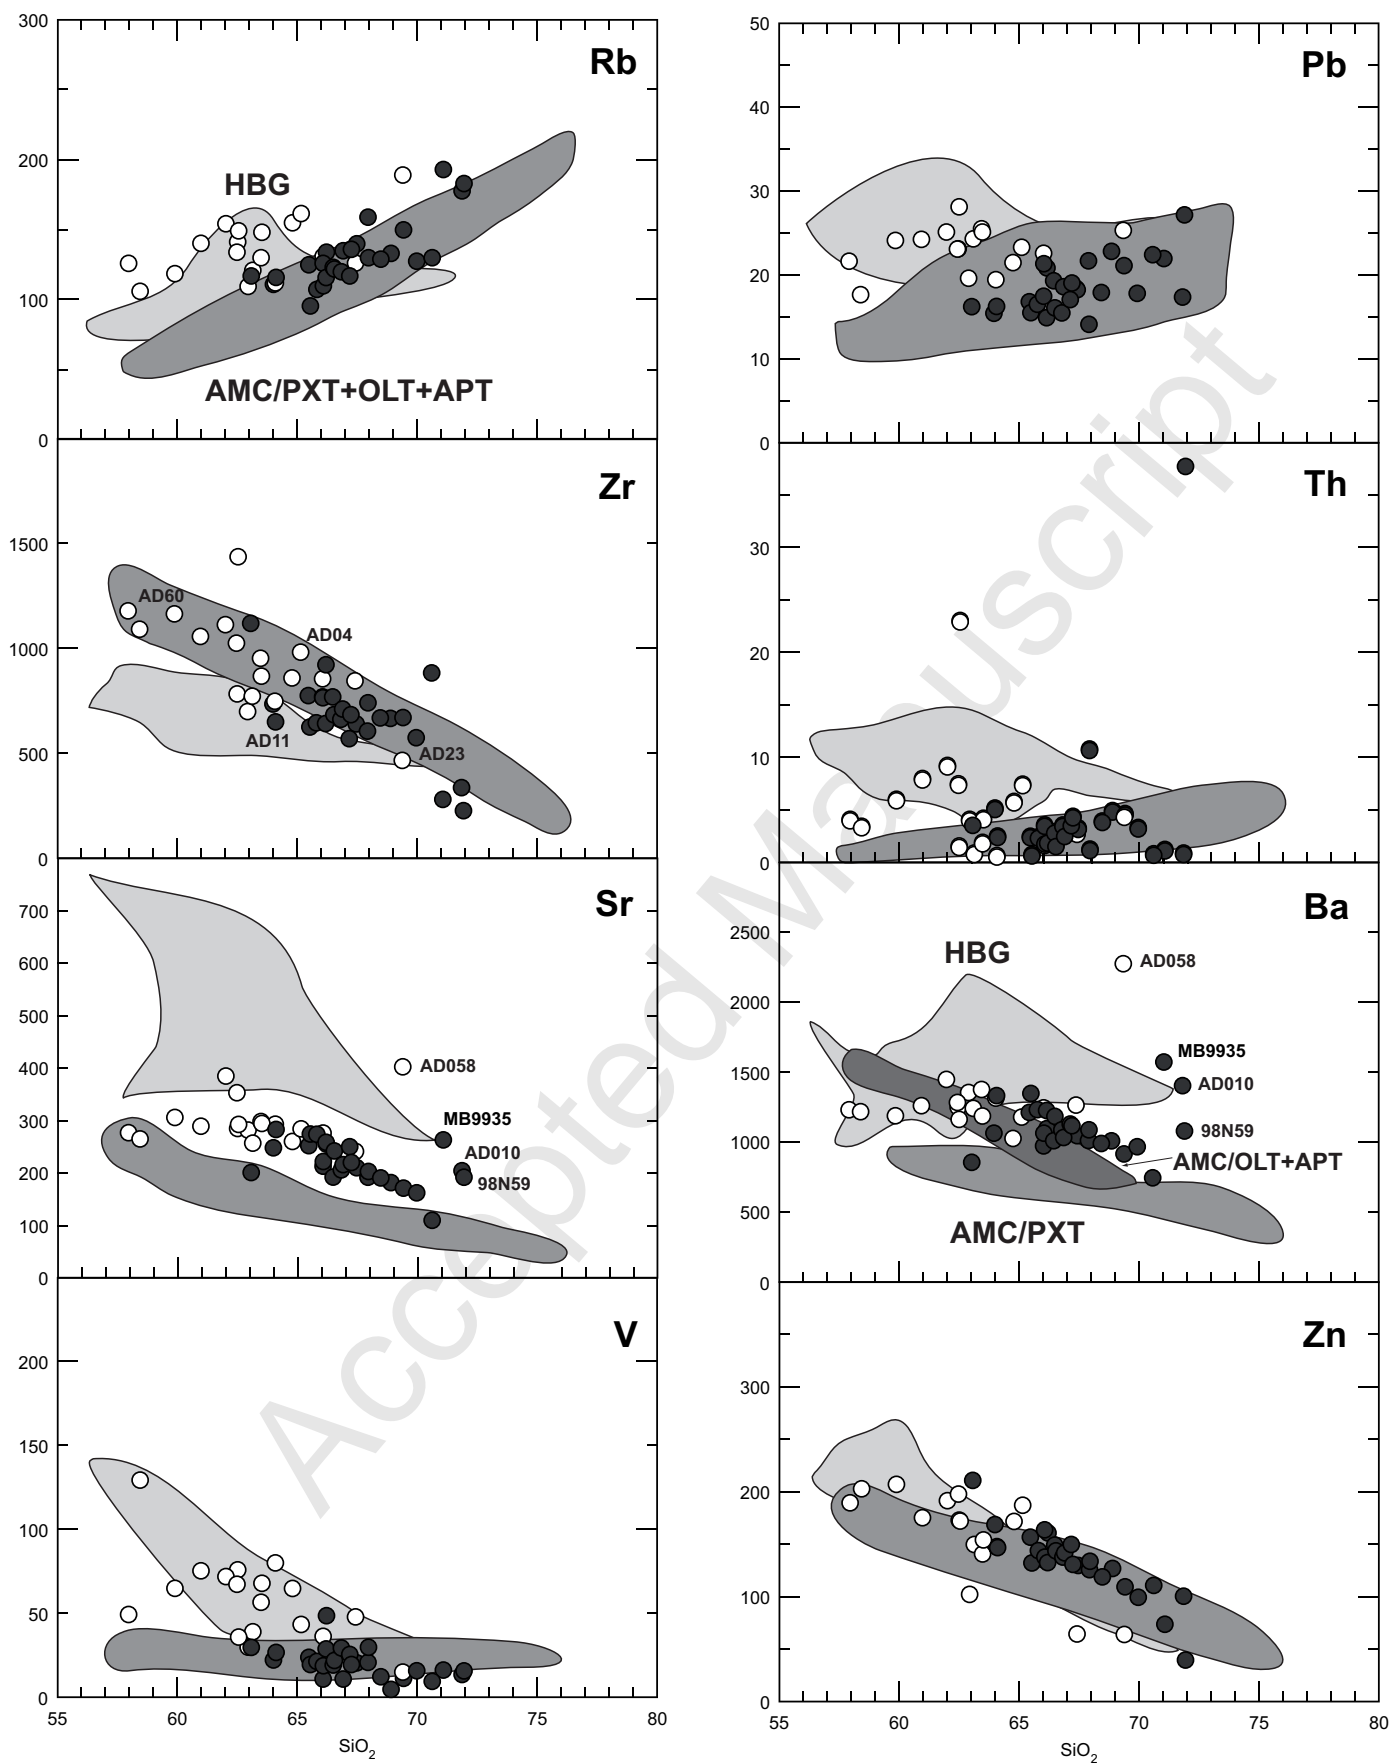 300
200
100
0
Rb
HBG
AMC/PXT+OLT+APT
50
40
30
20
10
0
Pb
1500
1000
500
0
Zr
AD60
AD04
AD11
AD23
30
20
10
0
Th
700
600
500
400
300
200
100
0
Sr
AD058
MB9935
AD010
98N59
2500
2000
1500
1000
500
0
Ba
HBG
AD058
MB9935
AD010
98N59
AMC/OLT+APT
AMC/PXT
200
150
100
50
0
V
55 60 65 70 75 80
SiO2
300
200
100
0
Zn
55 60 65 70 75 80
SiO2
Accepted Manuscript